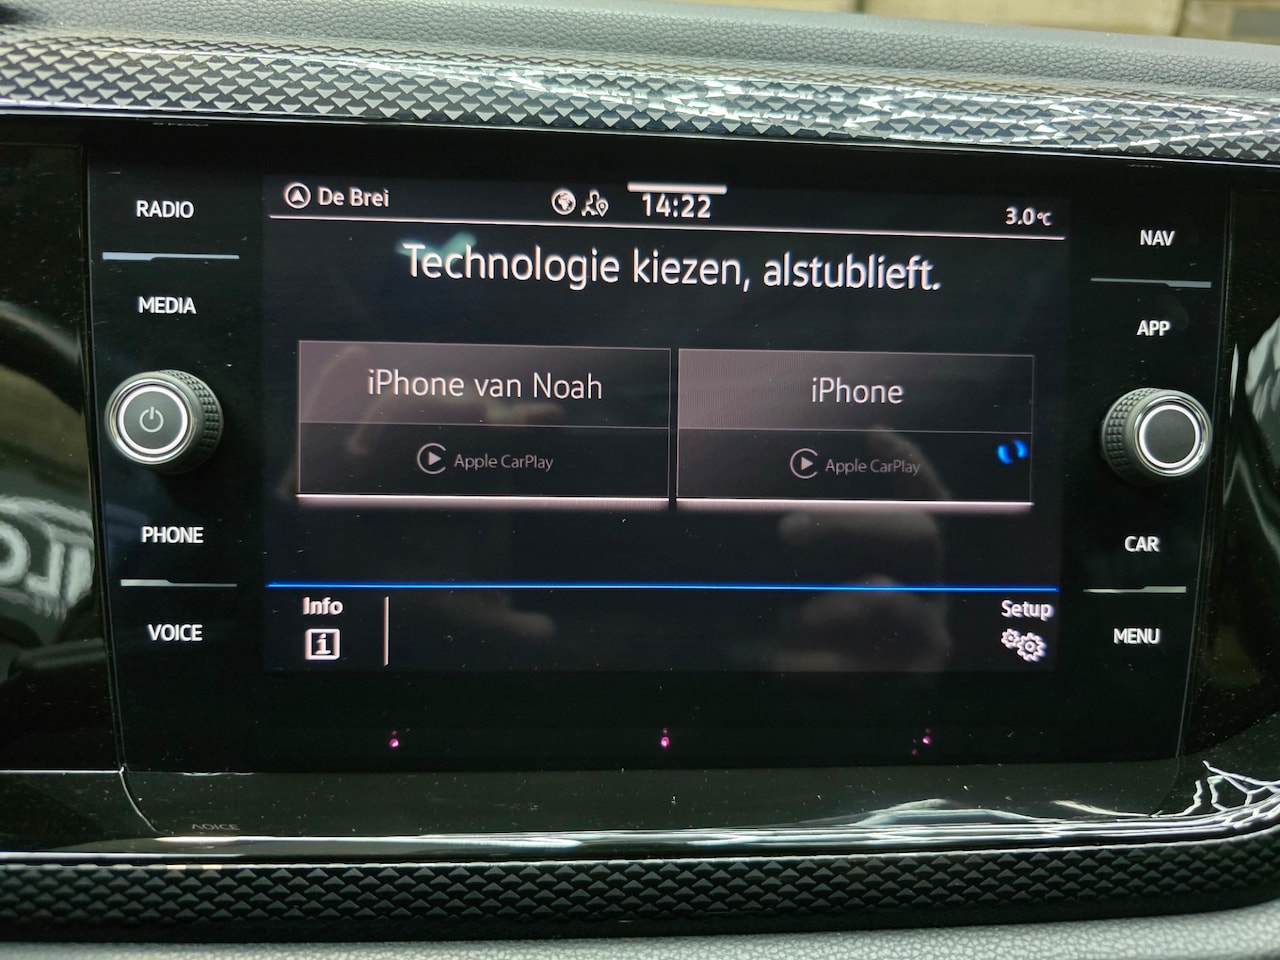 De Brei
14:22
3.0°C
RADIO
MEDIA
PHONE
VOICE
Technologie kiezen, alstublieft.
iPhone van Noah
Apple CarPlay
iPhone
Apple CarPlay
Info
Setup
NAV
APP
CAR
MENU
VOICE